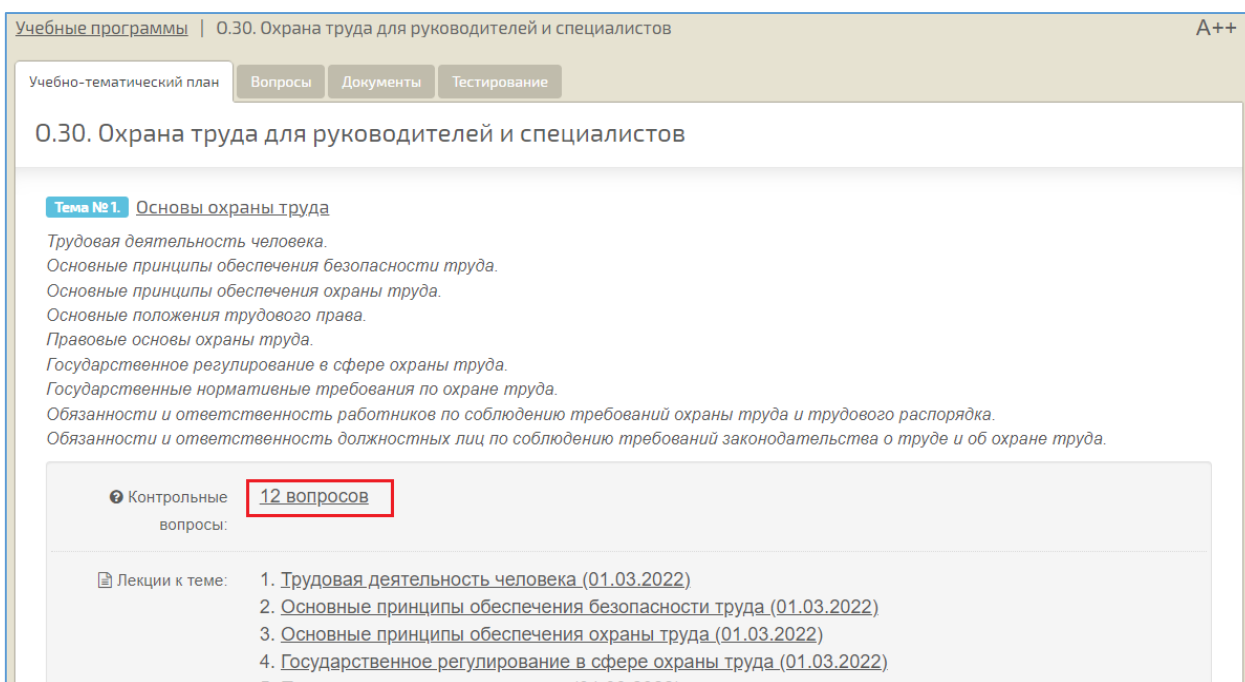 Учебные программы | О.30. Охрана труда для руководителей и специалистов A++
Учебно-тематический план Вопросы Документы Тестирование
О.30. Охрана труда для руководителей и специалистов
Тема №1. Основы охраны труда
Трудовая деятельность человека.
Основные принципы обеспечения безопасности труда.
Основные принципы обеспечения охраны труда.
Основные положения трудового права.
Правовые основы охраны труда.
Государственное регулирование в сфере охраны труда.
Государственные нормативные требования по охране труда.
Обязанности и ответственность работников по соблюдению требований охраны труда и трудового распорядка.
Обязанности и ответственность должностных лиц по соблюдению требований законодательства о труде и об охране труда.
Контрольные 12 вопросов
вопросы:
Лекции к теме: 1. Трудовая деятельность человека (01.03.2022)
2. Основные принципы обеспечения безопасности труда (01.03.2022)
3. Основные принципы обеспечения охраны труда (01.03.2022)
4. Государственное регулирование в сфере охраны труда (01.03.2022)